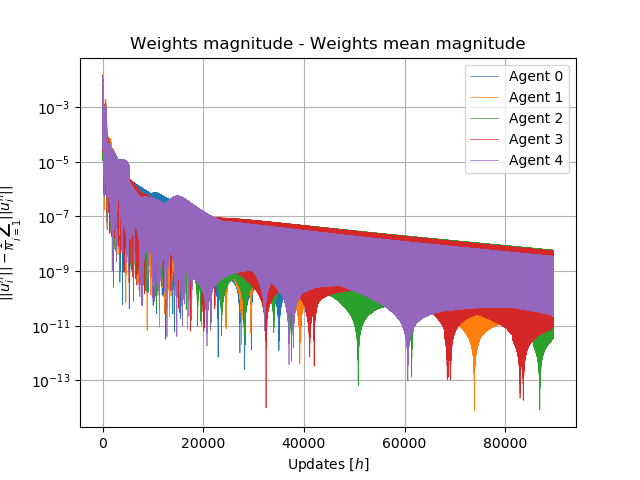 Weights magnitude - Weights mean magnitude
Agent 0
Agent 1
Agent 2
Agent 3
Agent 4
10⁻³
10⁻⁵
10⁻⁷
10⁻⁹
10⁻¹¹
10⁻¹³
0 20000 40000 60000 80000
Updates [h]